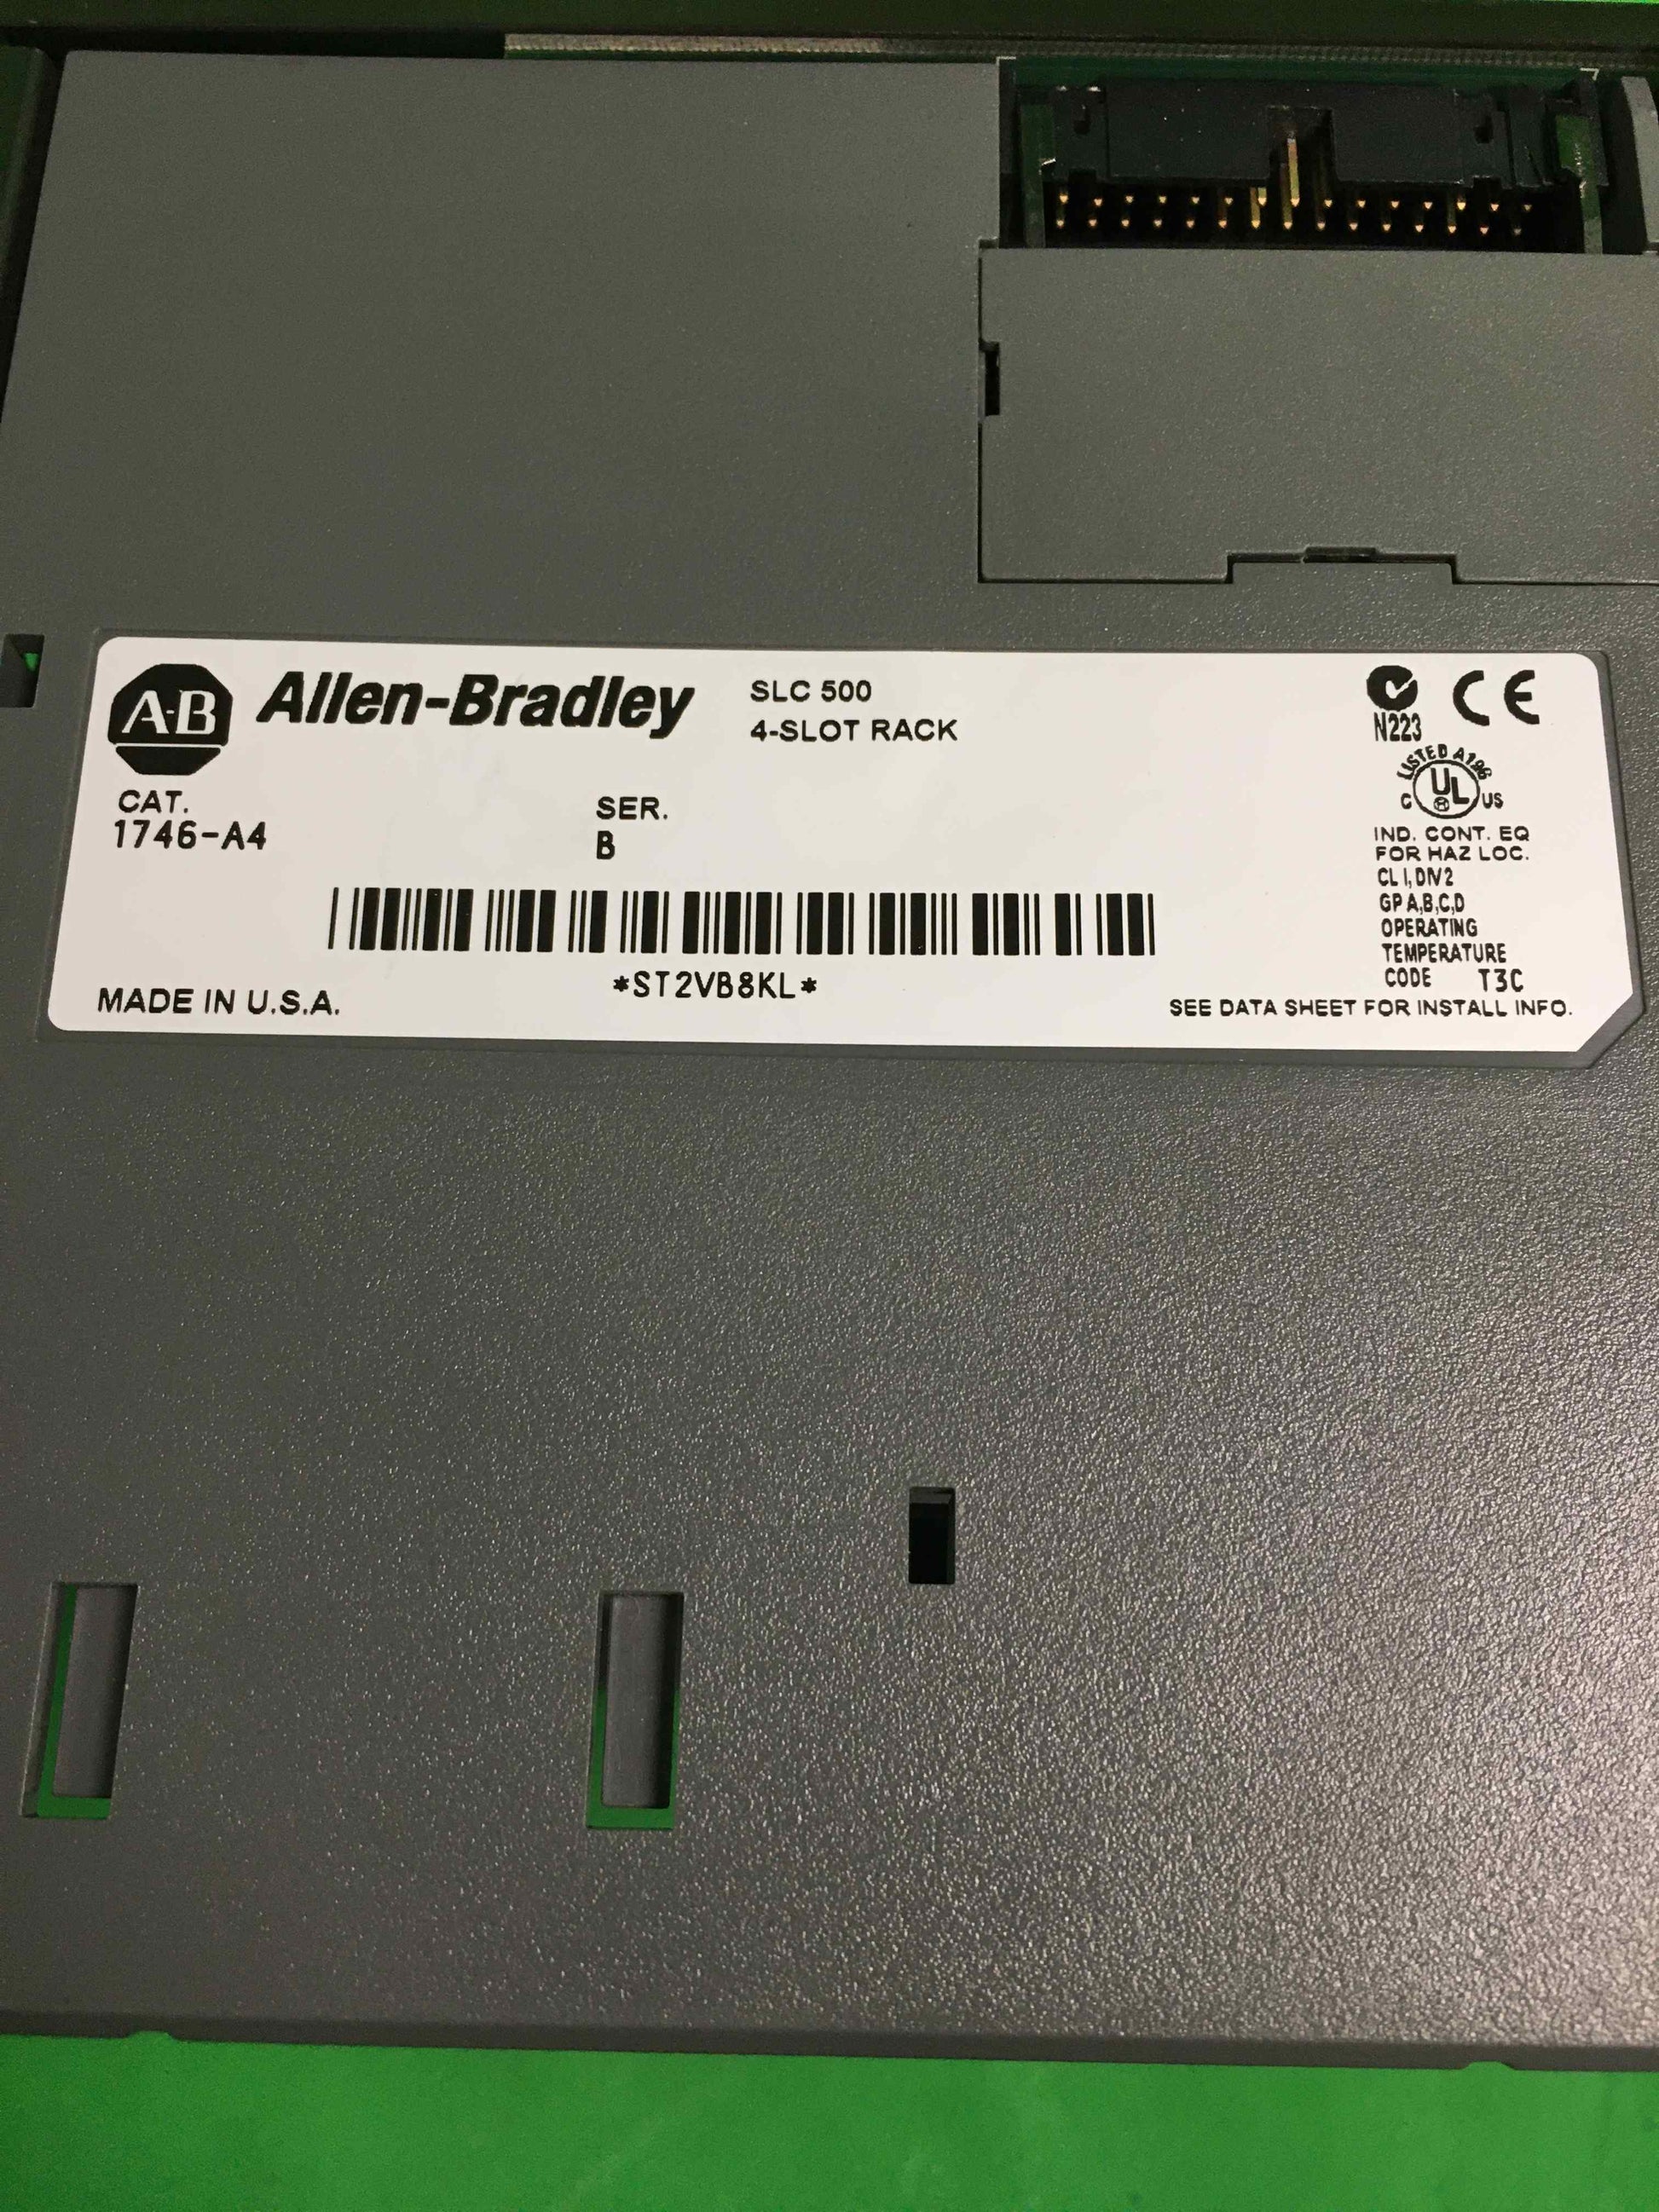 A-B Allen-Bradley
SLC 500
4-SLOT RACK
CAT.
1746-A4
SER.
B
*ST2VB8KL*
MADE IN U.S.A.
N223
CE
LISTED A196
C UL US
IND. CONT. EQ
FOR HAZ LOC.
CL I, DIV 2
GP A,B,C,D
OPERATING
TEMPERATURE
CODE T3C
SEE DATA SHEET FOR INSTALL INFO.